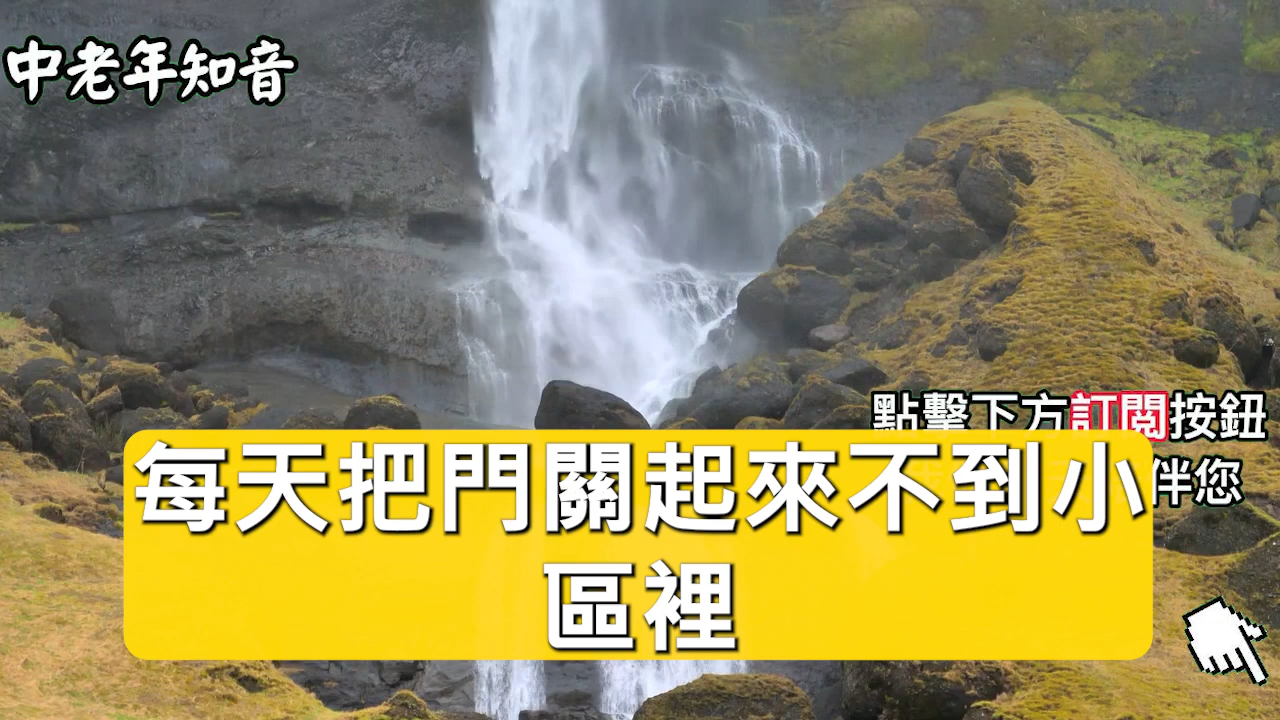 中老年知音
點擊下方訂閱按鈕
伴您
每天把門關起來不到小
區裡